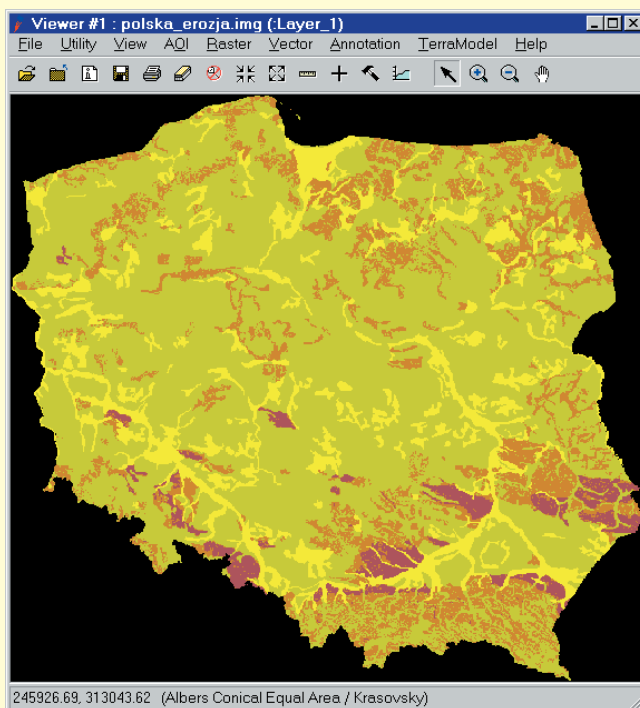 Viewer #1 : polska_erozja.img (:Layer_1)
File Utility View AOI Raster Vector Annotation TerraModel Help
245926.69, 313043.62 (Albers Conical Equal Area / Krasovsky)